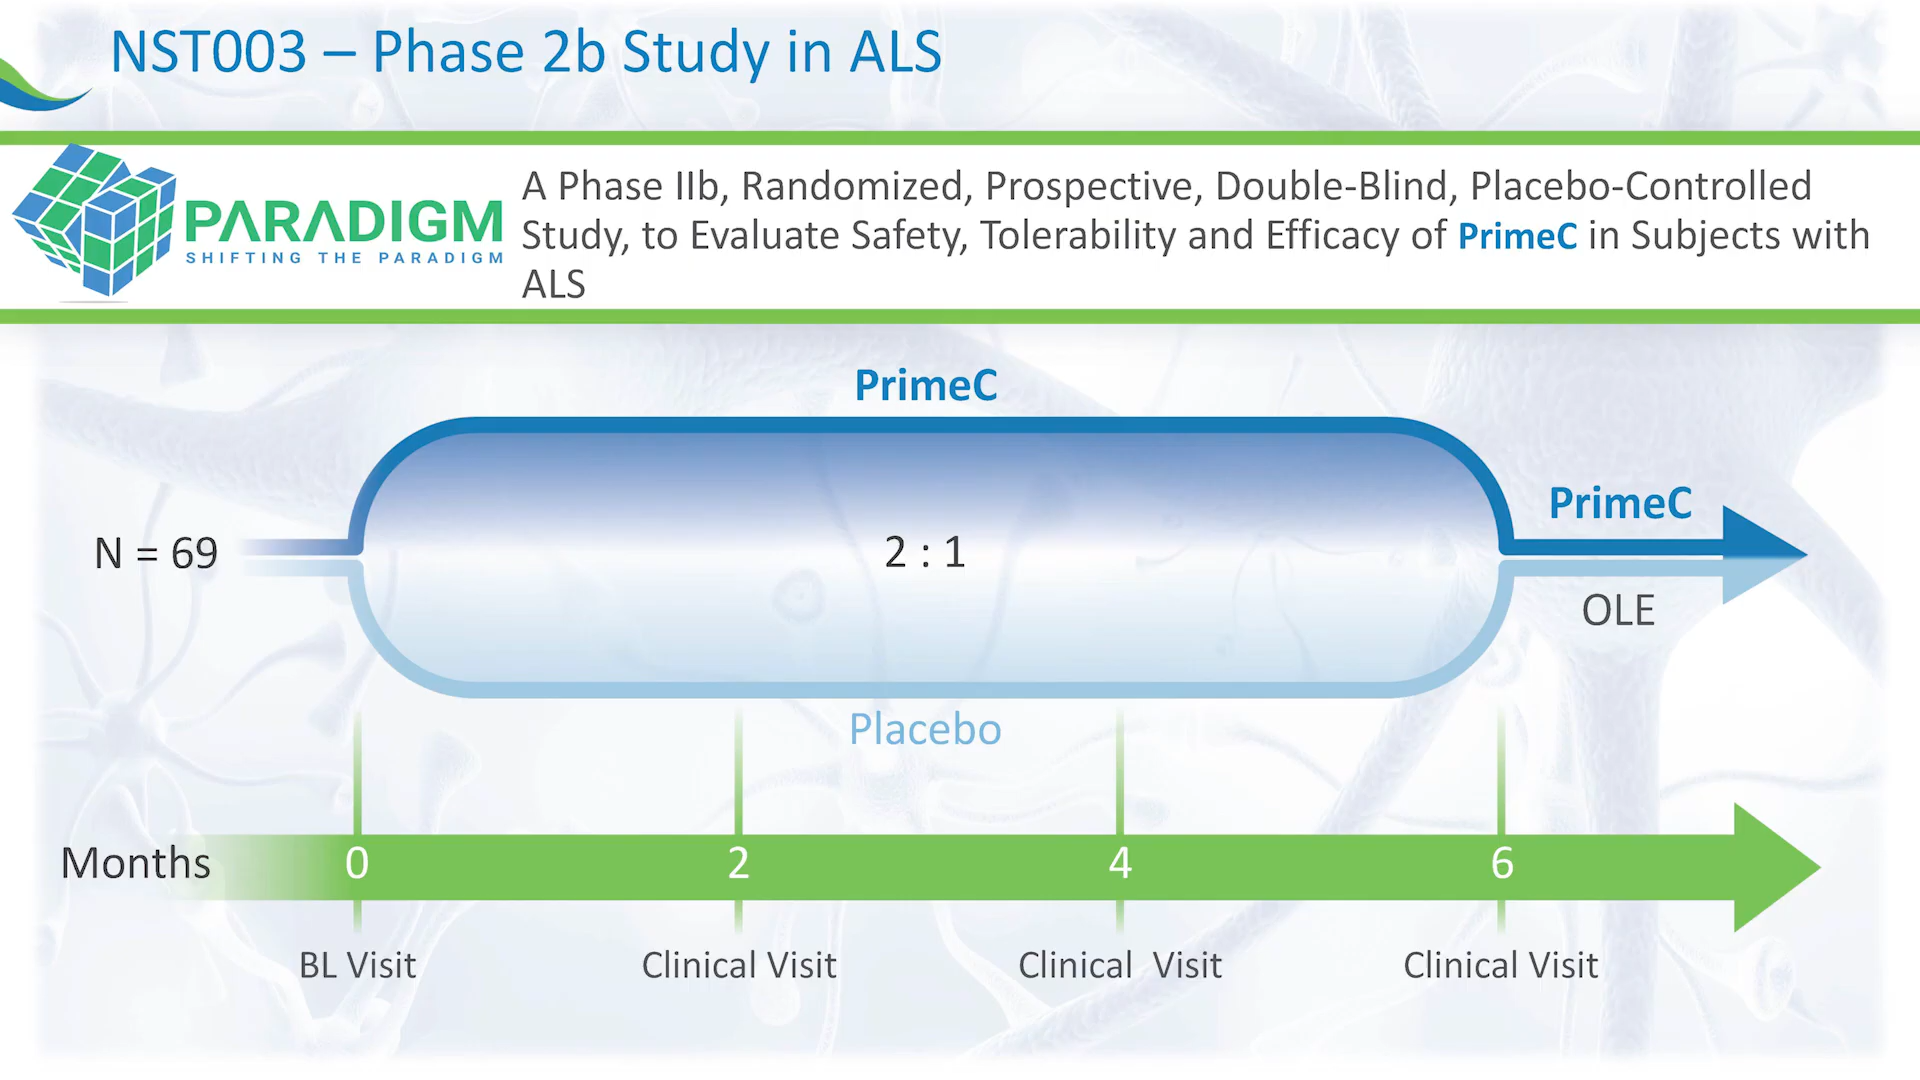 NST003 – Phase 2b Study in ALS
PARADIGM
SHIFTING THE PARADIGM
A Phase IIb, Randomized, Prospective, Double-Blind, Placebo-Controlled
Study, to Evaluate Safety, Tolerability and Efficacy of PrimeC in Subjects with
ALS
PrimeC
N = 69
2 : 1
PrimeC
OLE
Placebo
Months 0 2 4 6
BL Visit Clinical Visit Clinical Visit Clinical Visit